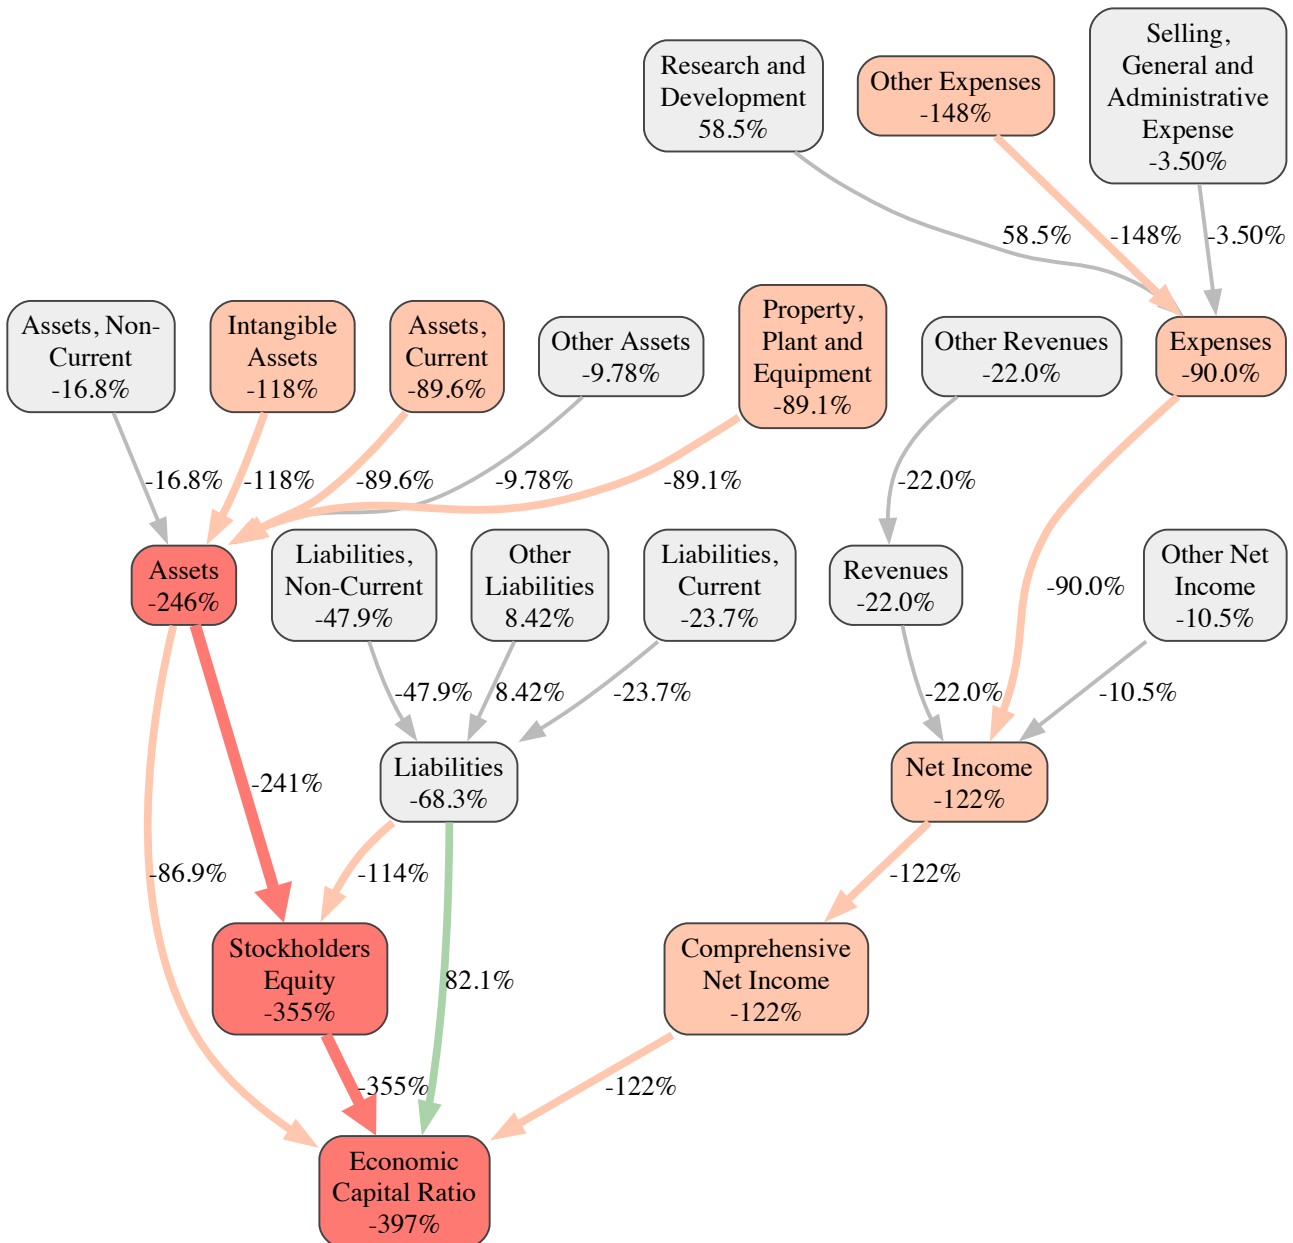 Selling,
General and
Administrative
Expense
-3.50%
Research and
Development
58.5%
Other Expenses
-148%
58.5%
-148%
-3.50%
Assets, Non-
Current
-16.8%
Intangible
Assets
-118%
Assets,
Current
-89.6%
Other Assets
-9.78%
Property,
Plant and
Equipment
-89.1%
Other Revenues
-22.0%
Expenses
-90.0%
-16.8%
-118%
-89.6%
-9.78%
-89.1%
-22.0%
Assets
-246%
Liabilities,
Non-Current
-47.9%
Other
Liabilities
8.42%
Liabilities,
Current
-23.7%
Revenues
-22.0%
-90.0%
Other Net
Income
-10.5%
-47.9%
8.42%
-23.7%
-22.0%
-10.5%
-241%
Liabilities
-68.3%
Net Income
-122%
-86.9%
-114%
-122%
Stockholders
Equity
-355%
82.1%
Comprehensive
Net Income
-122%
-355%
-122%
Economic
Capital Ratio
-397%